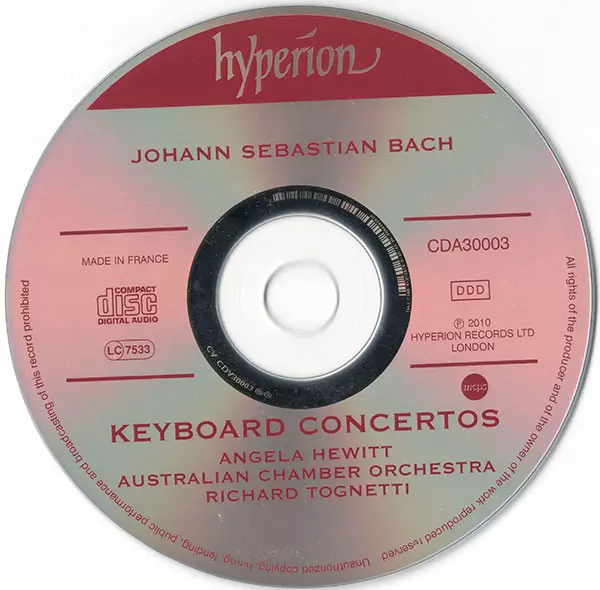 hyperion
JOHANN SEBASTIAN BACH
CDA30003
MADE IN FRANCE
COMPACT
disc
DIGITAL AUDIO
DDD
LC 7533
℗ 2010
HYPERION RECORDS LTD
LONDON
mcps
KEYBOARD CONCERTOS
ANGELA HEWITT
AUSTRALIAN CHAMBER ORCHESTRA
RICHARD TOGNETTI
All rights of the producer and of the owner of the work reproduced reserved
Unauthorized copying, hiring, lending, public performance and broadcasting of this record prohibited
CDA30003